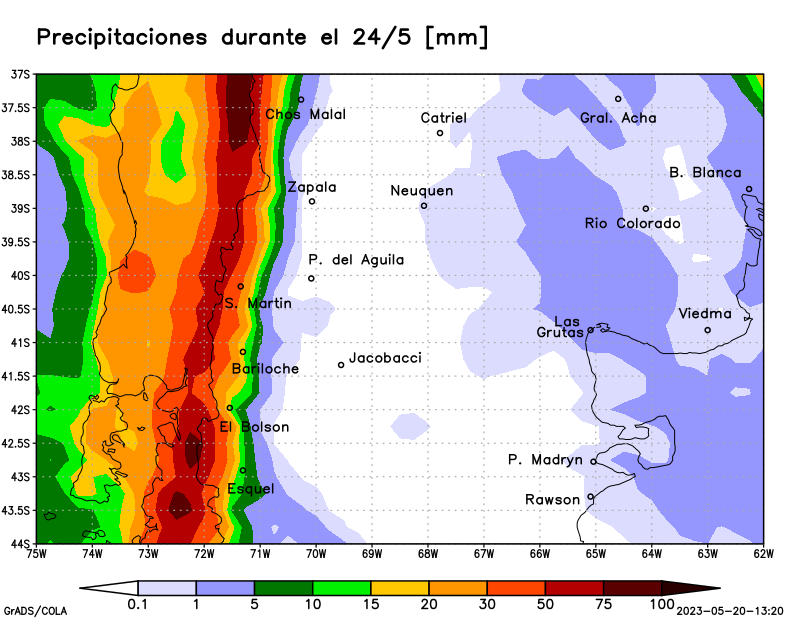 Precipitaciones durante el 24/5 [mm]
37S
37.5S
38S
38.5S
39S
39.5S
40S
40.5S
41S
41.5S
42S
42.5S
43S
43.5S
44S
Chos Malal
Catriel
Gral. Acha
B. Blanca
Zapala
Neuquen
Rio Colorado
P. del Aguila
S. Martin
Viedma
Las
Grutas
Bariloche
Jacobacci
El Bolson
P. Madryn
Esquel
Rawson
75W 74W 73W 72W 71W 70W 69W 68W 67W 66W 65W 64W 63W 62W
0.1 1 5 10 15 20 30 50 75 100
GrADS/COLA
2023-05-20-13:20